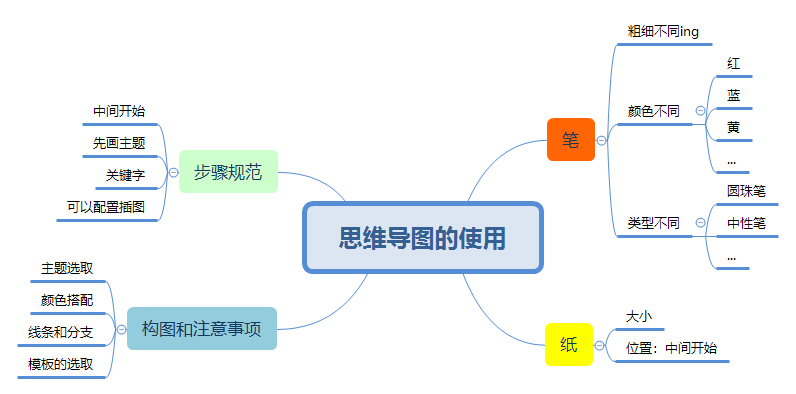 思维导图的使用
笔
粗细不同ing
颜色不同
红
蓝
黄
...
类型不同
圆珠笔
中性笔
...
纸
大小
位置：中间开始
步骤规范
中间开始
先画主题
关键字
可以配置插图
构图和注意事项
主题选取
颜色搭配
线条和分支
模板的选取